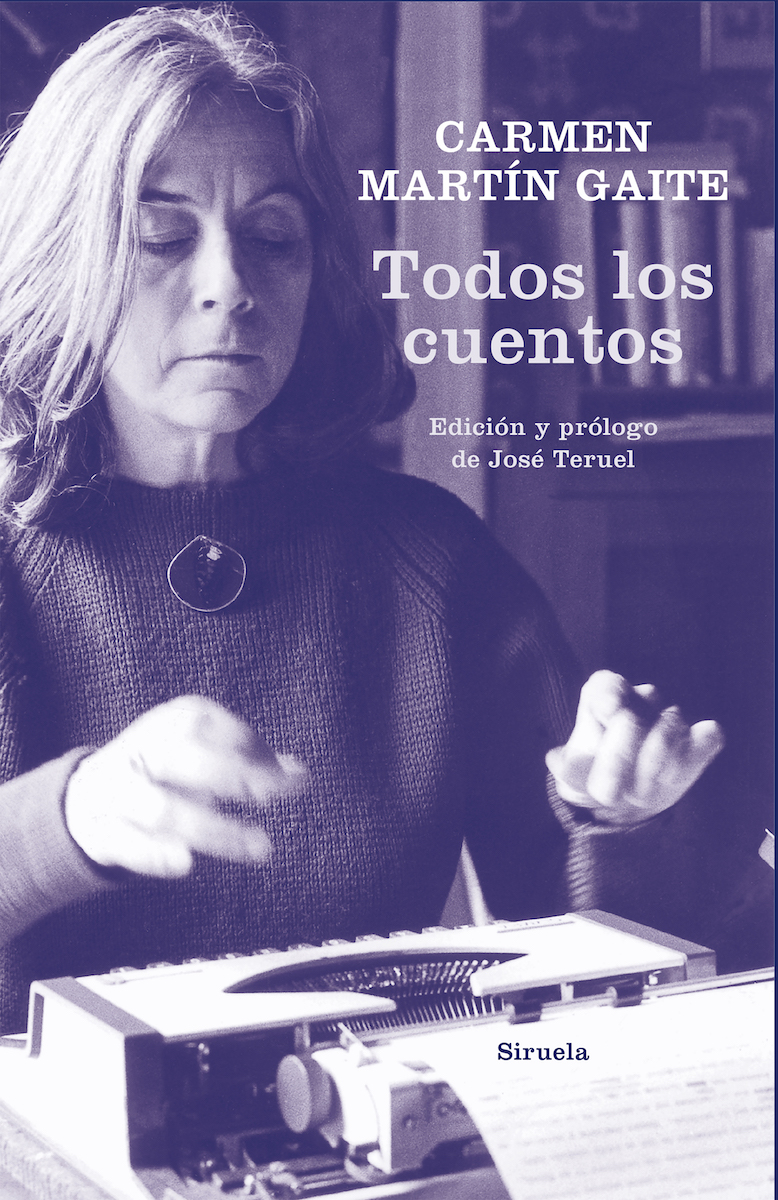 CARMEN
MARTÍN GAITE
Todos los
cuentos
Edición y prólogo
de José Teruel
Siruela